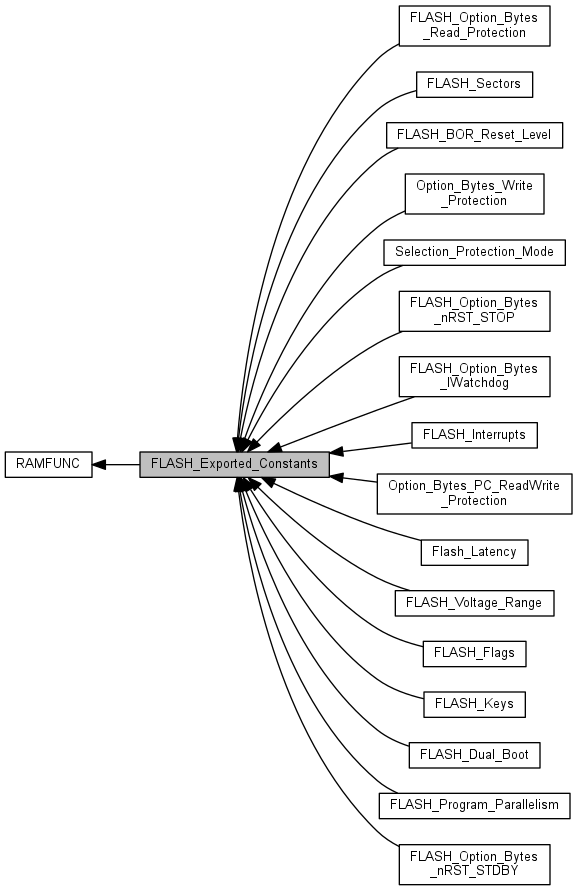 FLASH_Option_Bytes
_Read_Protection
FLASH_Sectors
FLASH_BOR_Reset_Level
Option_Bytes_Write
_Protection
Selection_Protection_Mode
FLASH_Option_Bytes
_nRST_STOP
FLASH_Option_Bytes
_IWatchdog
FLASH_Interrupts
RAMFUNC
FLASH_Exported_Constants
Option_Bytes_PC_ReadWrite
_Protection
Flash_Latency
FLASH_Voltage_Range
FLASH_Flags
FLASH_Keys
FLASH_Dual_Boot
FLASH_Program_Parallelism
FLASH_Option_Bytes
_nRST_STDBY